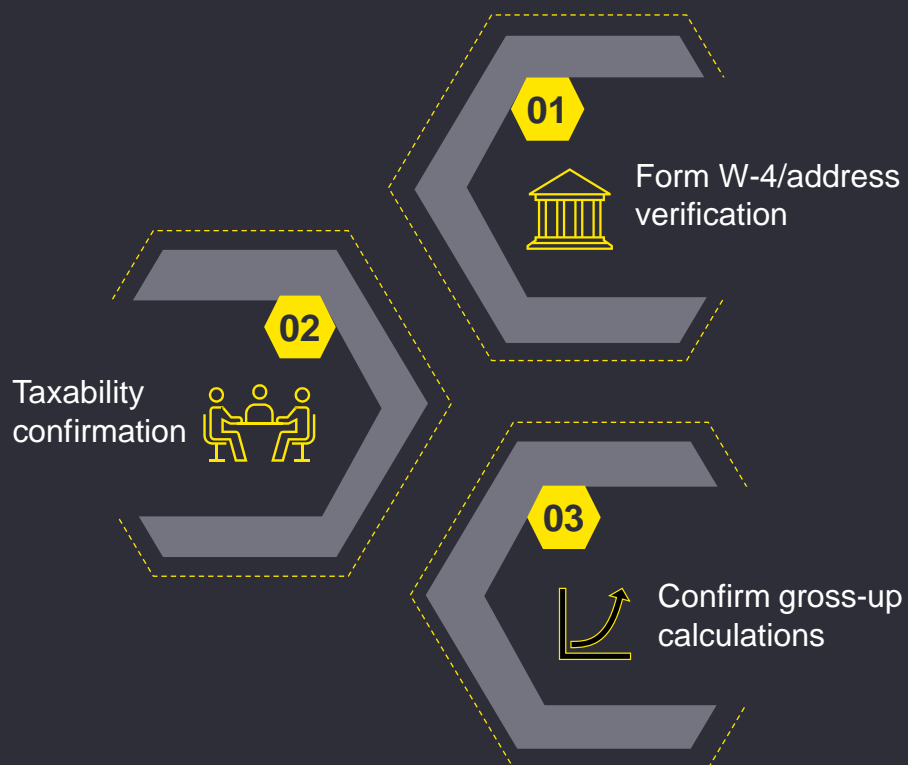 01
Form W-4/address
verification
02
Taxability
confirmation
03
Confirm gross-up
calculations